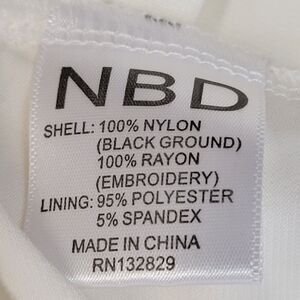 NBD
SHELL: 100% NYLON
(BLACK GROUND)
100% RAYON
(EMBROIDERY)
LINING: 95% POLYESTER
5% SPANDEX
MADE IN CHINA
RN132829